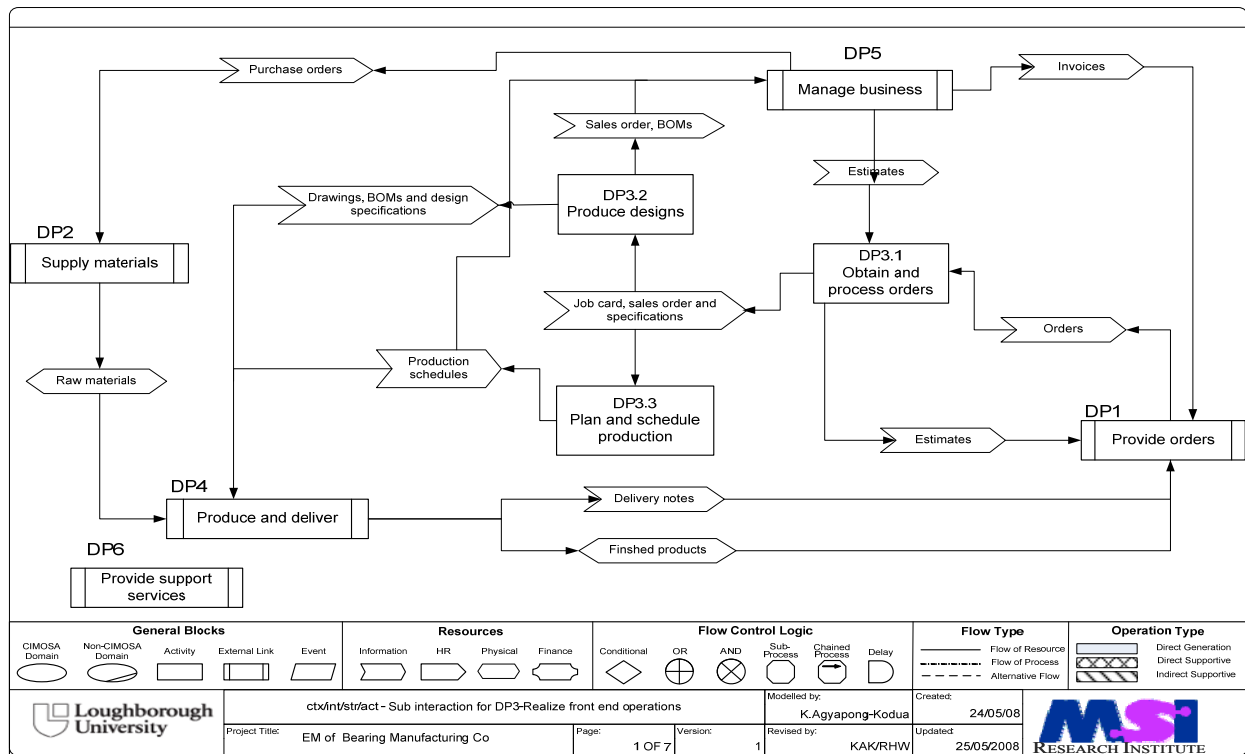 DP5
Purchase orders
Manage business
Invoices
Sales order, BOMs
Estimates
Drawings, BOMs and design
specifications
DP3.2
Produce designs
DP2
Supply materials
DP3.1
Obtain and
process orders
Job card, sales order and
specifications
Orders
Raw materials
Production
schedules
DP3.3
Plan and schedule
production
DP1
Provide orders
Estimates
DP4
Produce and deliver
Delivery notes
Finshed products
DP6
Provide support
services
General Blocks
CIMOSA
Domain
Non-CIMOSA
Domain
Activity
External Link
Event
Resources
Information
HR
Physical
Finance
Flow Control Logic
Conditional
OR
AND
Sub-
Process
Chained
Process
Delay
Flow Type
Flow of Resource
Flow of Process
Alternative Flow
Operation Type
Direct Generation
Direct Supportive
Indirect Supportive
Loughborough
University
ctx/int/str/act - Sub interaction for DP3-Realize front end operations
Modelled by:
K.Agyapong-Kodua
Created:
24/05/08
Project Title:
EM of Bearing Manufacturing Co
Page:
1 OF 7
Version:
1
Revised by:
KAK/RHW
Updated:
25/05/2008
MSI
RESEARCH INSTITUTE